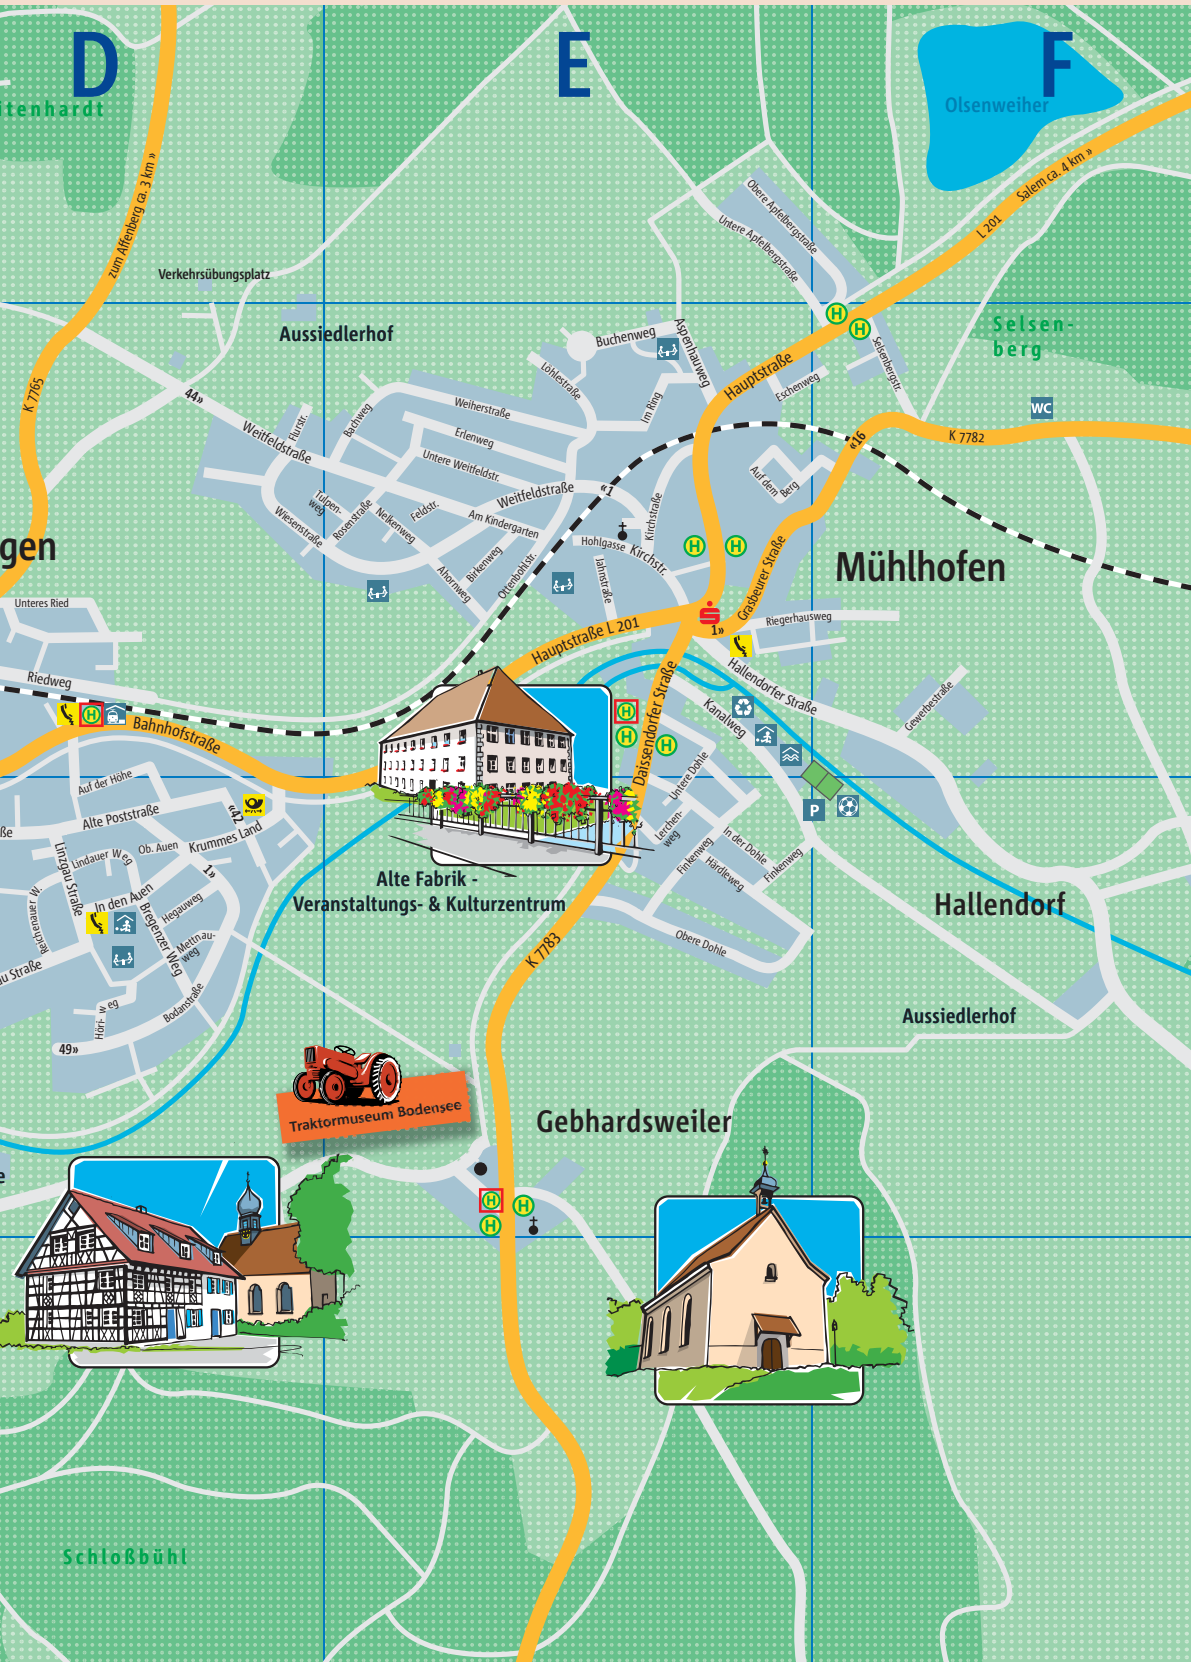 D
E
F
itenhardt
Olsenweiher
zum Affenberg ca. 3 km »
Salem ca. 4 km »
L 201
Obere Apfelbergstraße
Untere Apfelbergstraße
Verkehrsübungsplatz
Aussiedlerhof
Selsen-
berg
H
H
Selsenbergstr.
Buchenweg
Aspenhauweg
Löhlestraße
Hauptstraße
Eschenweg
K 7765
44»
Weiherstraße
Im Ring
WC
Flurstr.
Bachweg
Weitfeldstraße
Erlenweg
«16
K 7782
Untere Weitfeldstr.
Auf dem
Berg
Weitfeldstraße
«1
Tulpen-
weg
Rosenstraße
Nelkenweg
Feldstr.
Am Kindergarten
Kirchstraße
Wiesenstraße
Hohlgasse
Kirchstr.
H
H
gen
Ahornweg
Birkenweg
Ottenbohlstr.
Jahnstraße
Grasbeurer Straße
Mühlhofen
Unteres Ried
Hauptstraße L 201
S
1»
Riegerhausweg
Riedweg
Hallendorfer Straße
H
Bahnhofstraße
H
H
H
Daissendorfer Straße
Kanalweg
Gewerbestraße
Auf der Höhe
Untere Dohle
P
Alte Poststraße
«42
ße
Ob. Auen
Krummes Land
Lindauer Weg
Linzgau Straße
Lerchen-
weg
Finkenweg
In der Dohle
Härdleweg
Finkenweg
1»
Alte Fabrik -
Veranstaltungs- & Kulturzentrum
Hallendorf
Reichenauer W.
In den Auen
Hegauweg
Bregenzer Weg
Mettnau-
weg
Obere Dohle
K 7783
au Straße
Höri- weg
Bodanstraße
Aussiedlerhof
49»
Traktormuseum Bodensee
Gebhardsweiler
e
H
H
H
Schloßbühl